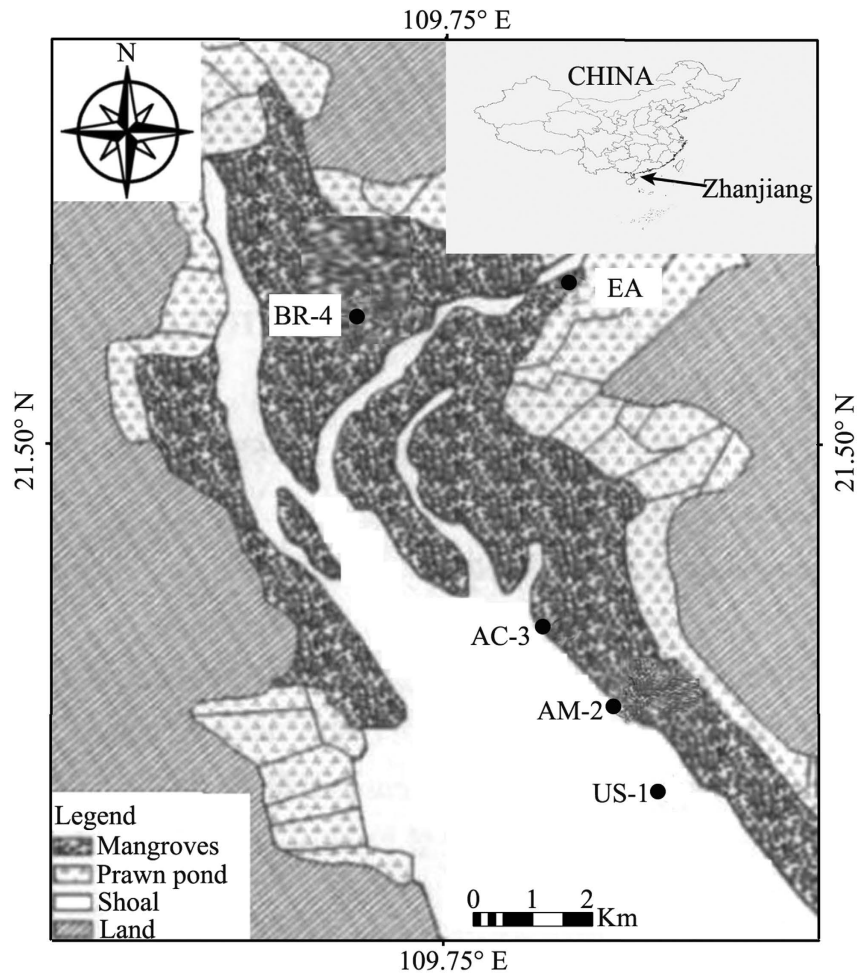 109.75° E
N
CHINA
Zhanjiang
EA
BR-4
21.50° N
21.50° N
AC-3
AM-2
US-1
Legend
Mangroves
Prawn pond
Shoal
Land
0 1 2
Km
109.75° E